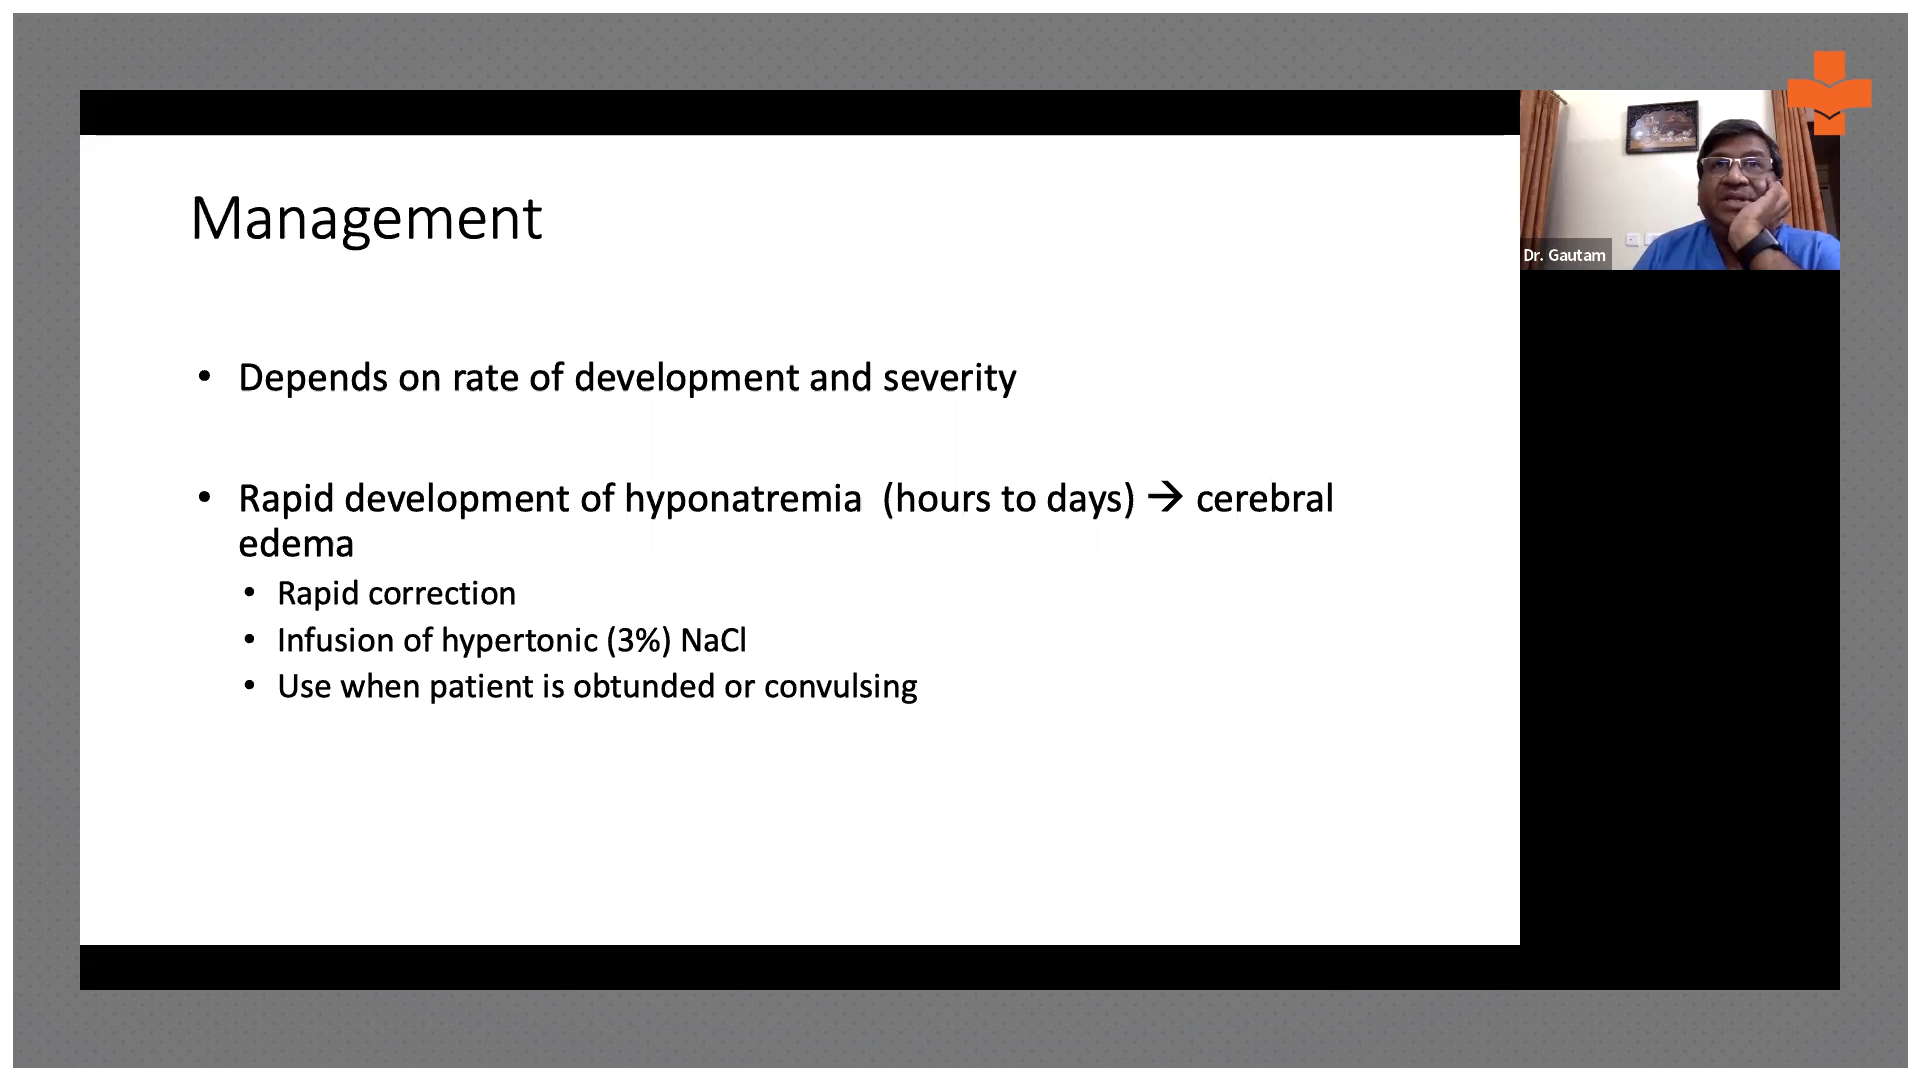 Management
• Depends on rate of development and severity
• Rapid development of hyponatremia (hours to days) → cerebral
edema
• Rapid correction
• Infusion of hypertonic (3%) NaCl
• Use when patient is obtunded or convulsing
Dr. Gautam